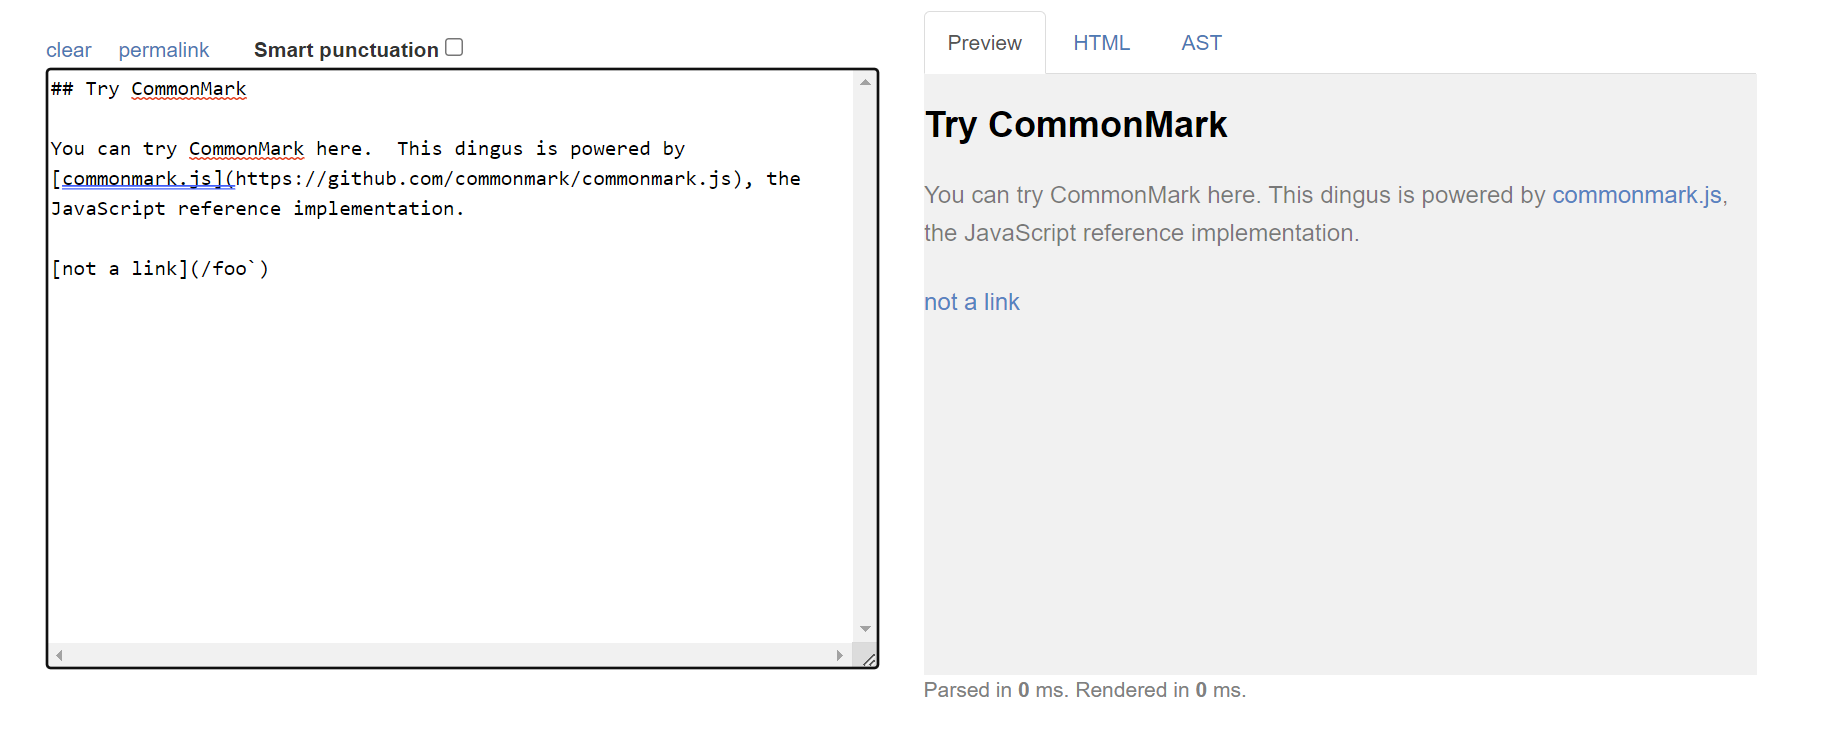 clear permalink Smart punctuation
## Try CommonMark
You can try CommonMark here.  This dingus is powered by
[commonmark.js](https://github.com/commonmark/commonmark.js), the
JavaScript reference implementation.
[not a link](/foo`)
Preview HTML AST
Try CommonMark
You can try CommonMark here. This dingus is powered by commonmark.js,
the JavaScript reference implementation.
not a link
Parsed in 0 ms. Rendered in 0 ms.